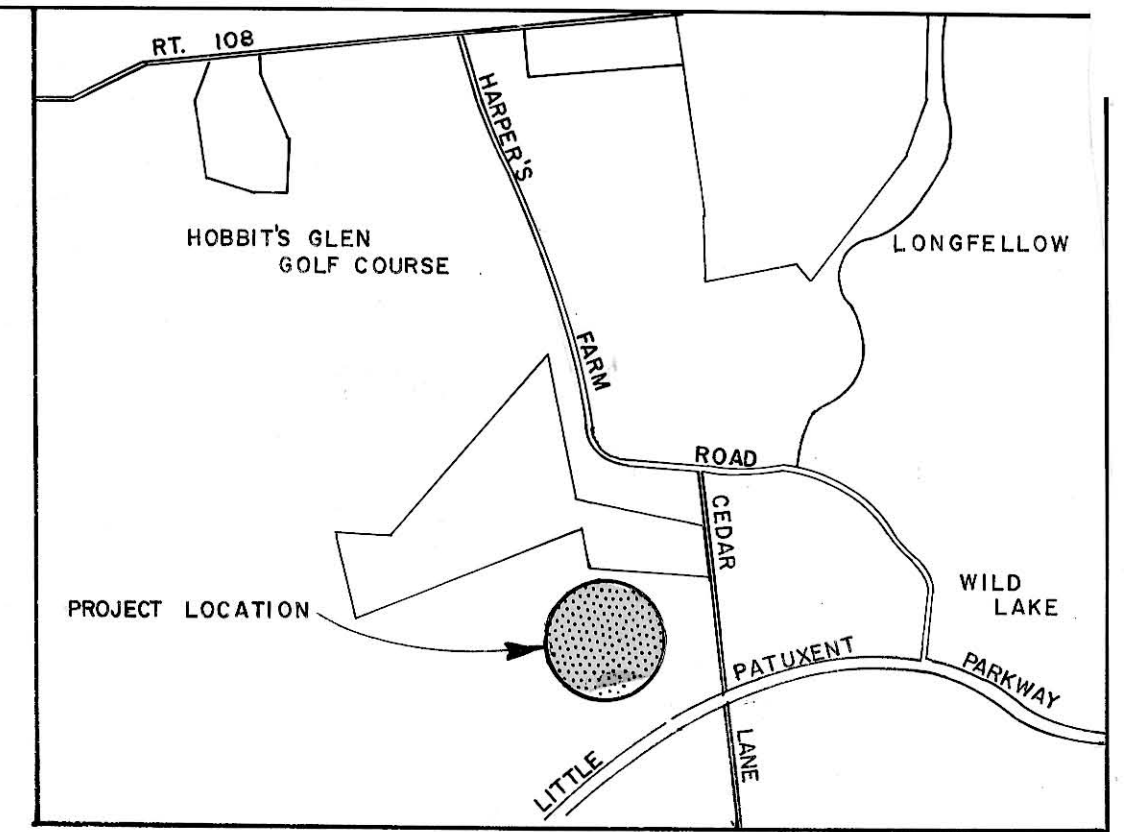 RT. 108
HARPER'S
FARM
ROAD
HOBBIT'S GLEN
GOLF COURSE
LONGFELLOW
CEDAR
LANE
WILD
LAKE
PROJECT LOCATION
LITTLE
PATUXENT
PARKWAY